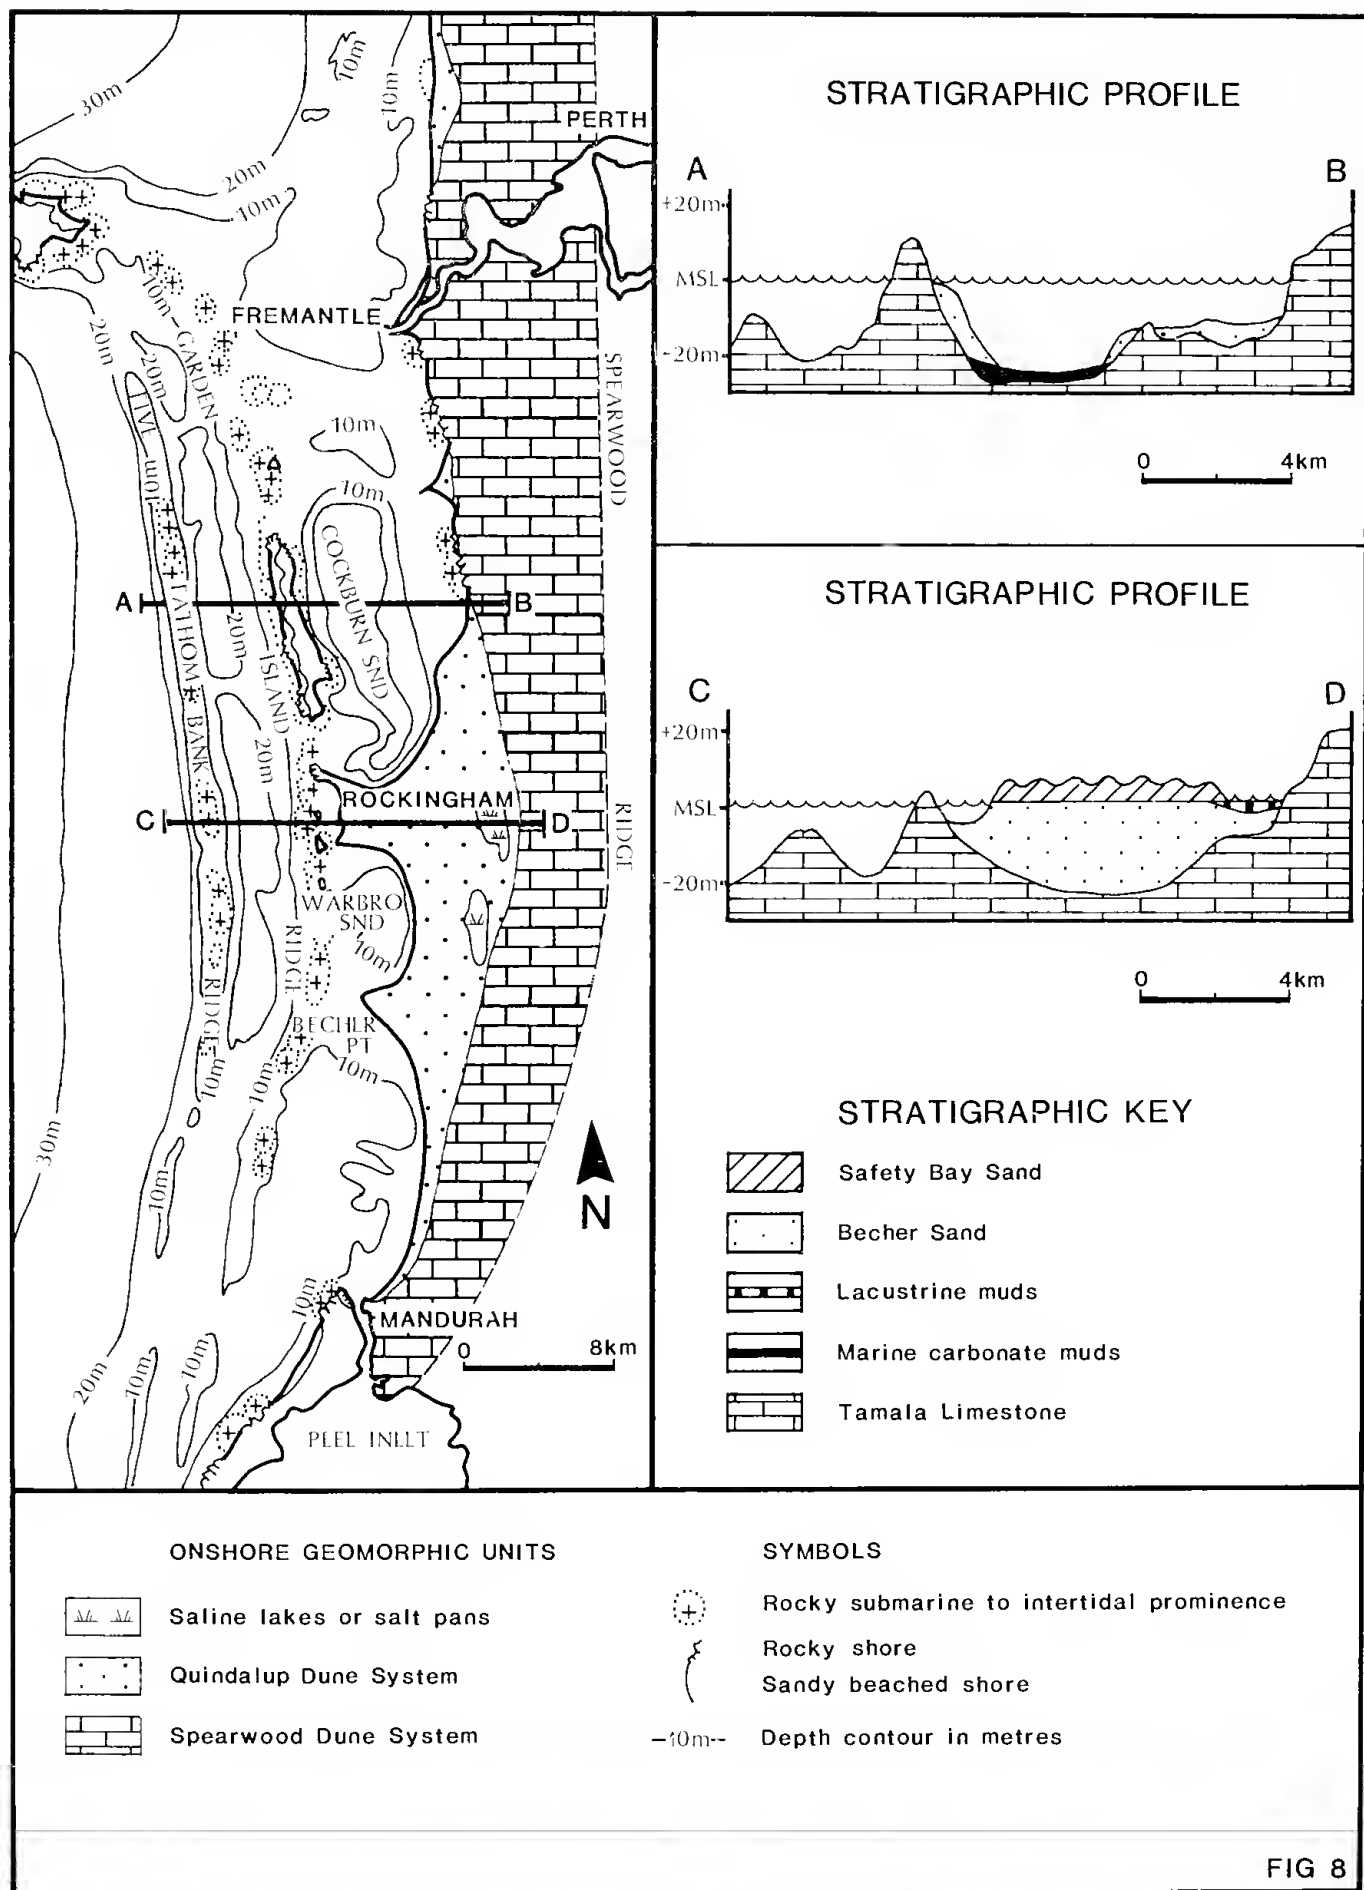 30m
10m
10m
PERTH
20m
10m
10m
FREMANTLE
20m
GARDEN
20m
FIVE
10m
SPEARWOOD
10m
10m
COCKBURN SND
A
B
FATHOM
20m
ISLAND
BANK
20m
ROCKINGHAM
C
D
RIDGE
WARBRO
SND
10m
RIDGE
RIDGE
BECHER
PT
10m
10m
10m
30m
10m
N
10m
MANDURAH
0 8km
20m
10m
10m
PEEL INLET
STRATIGRAPHIC PROFILE
A B
+20m
MSL
-20m
0 4km
STRATIGRAPHIC PROFILE
C D
+20m
MSL
-20m
0 4km
STRATIGRAPHIC KEY
Safety Bay Sand
Becher Sand
Lacustrine muds
Marine carbonate muds
Tamala Limestone
ONSHORE GEOMORPHIC UNITS
Saline lakes or salt pans
Quindalup Dune System
Spearwood Dune System
SYMBOLS
Rocky submarine to intertidal prominence
Rocky shore
Sandy beached shore
-10m-- Depth contour in metres
FIG 8